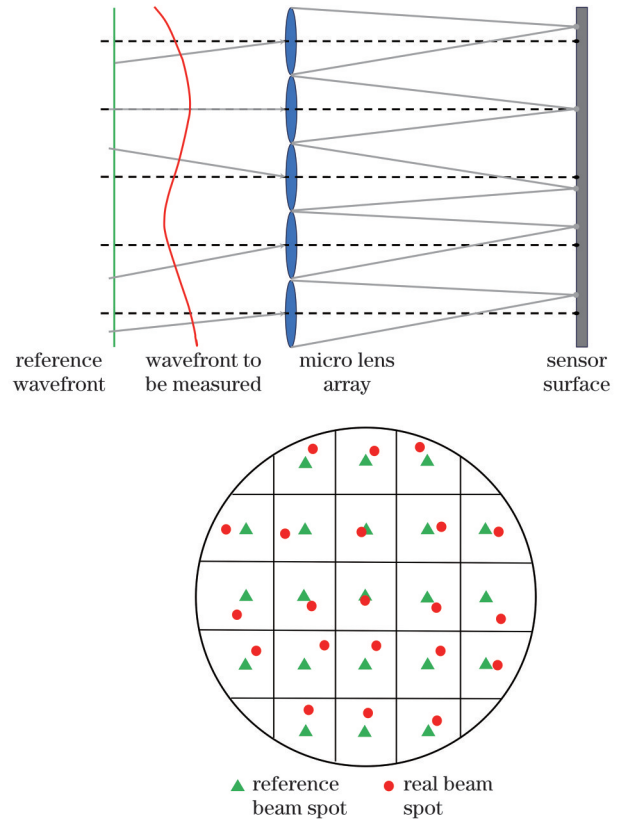 reference
wavefront
wavefront to
be measured
micro lens
array
sensor
surface
reference
beam spot
real beam
spot